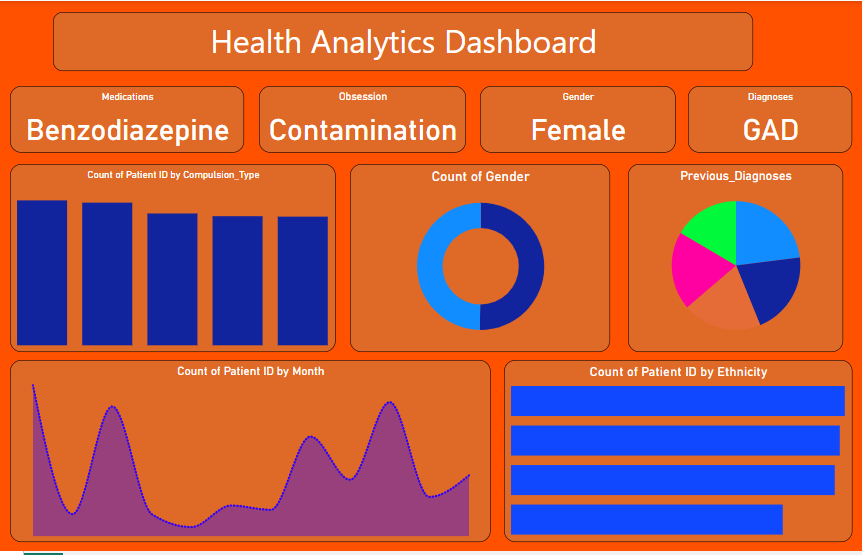 Health Analytics Dashboard
Medications
Benzodiazepine
Obsession
Contamination
Gender
Female
Diagnoses
GAD
Count of Patient ID by Compulsion_Type
Count of Gender
Previous_Diagnoses
Count of Patient ID by Month
Count of Patient ID by Ethnicity